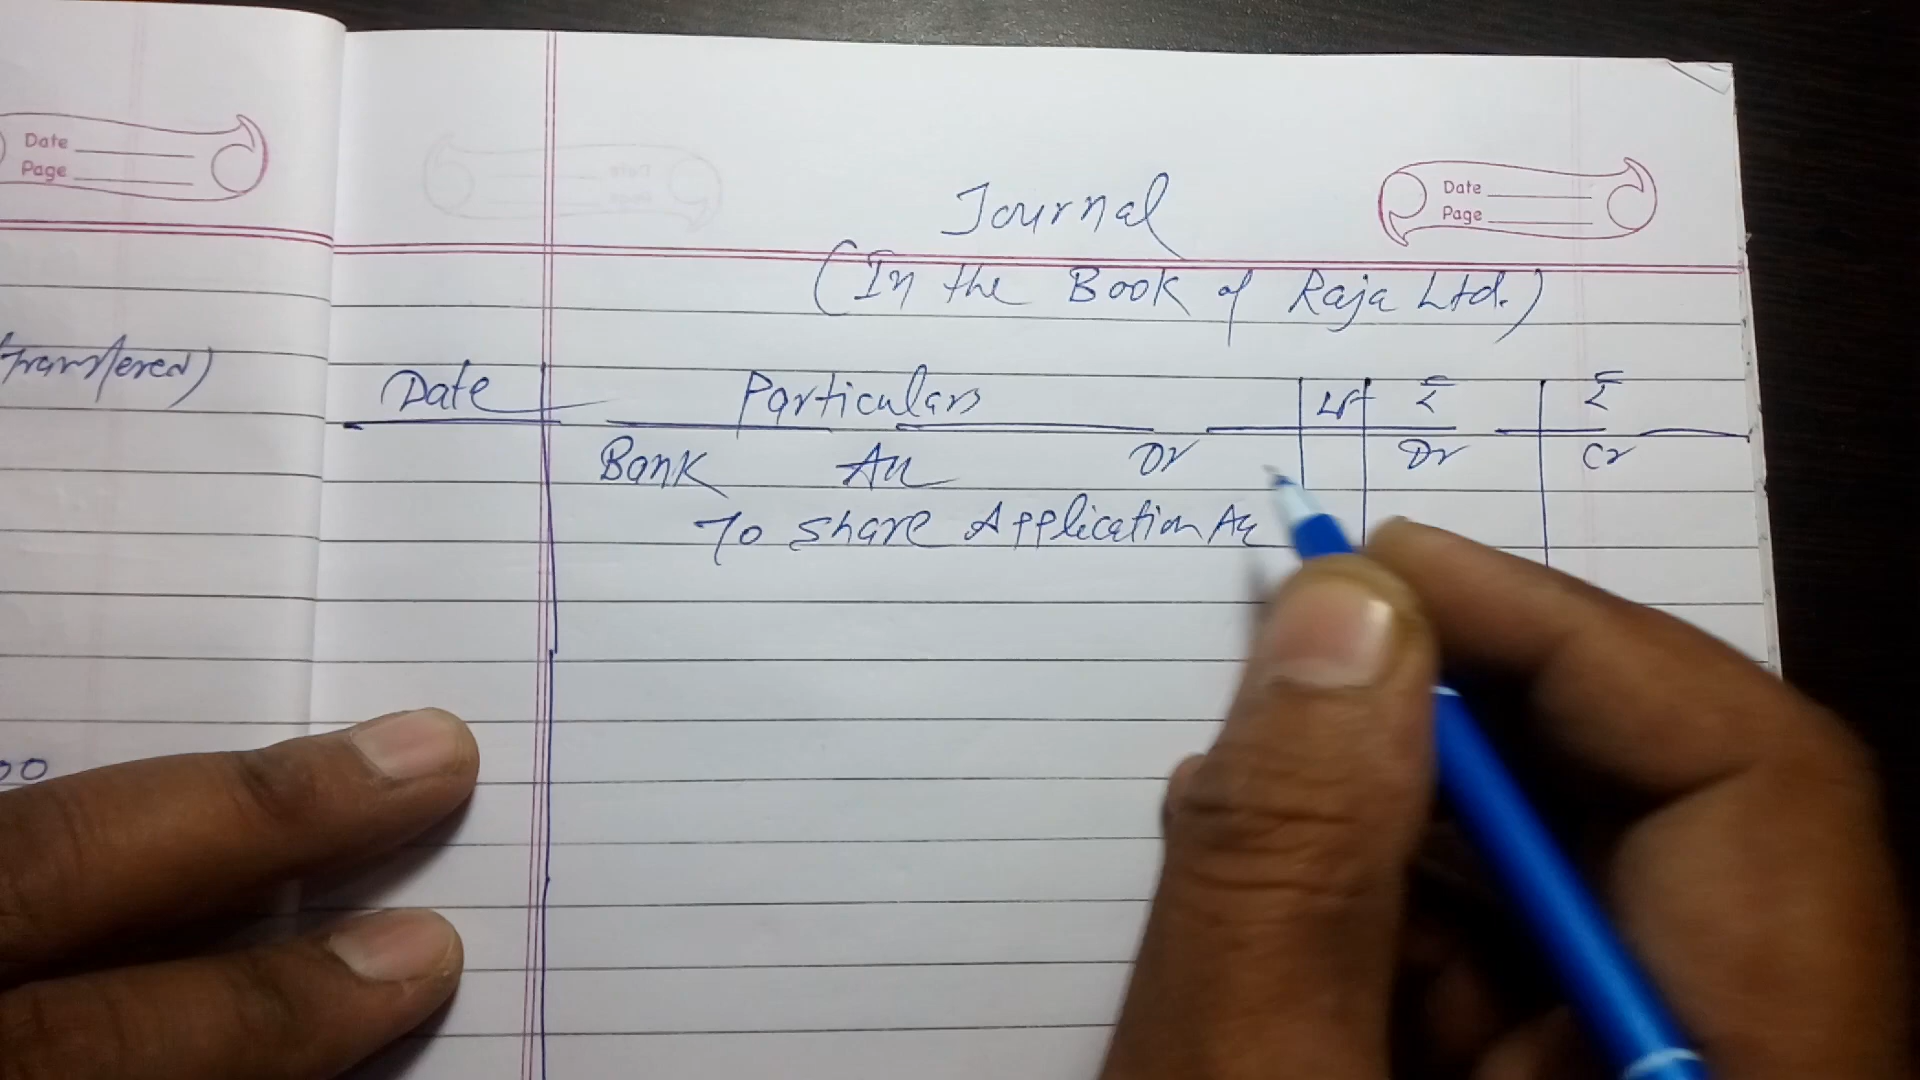 Date
Page
transferred)
00
Date
Page
Journal
(In the Book of Raja Ltd.)
Date Particulars LF ₹ ₹
Bank A/c Dr Dr Cr
To Share Application A/c